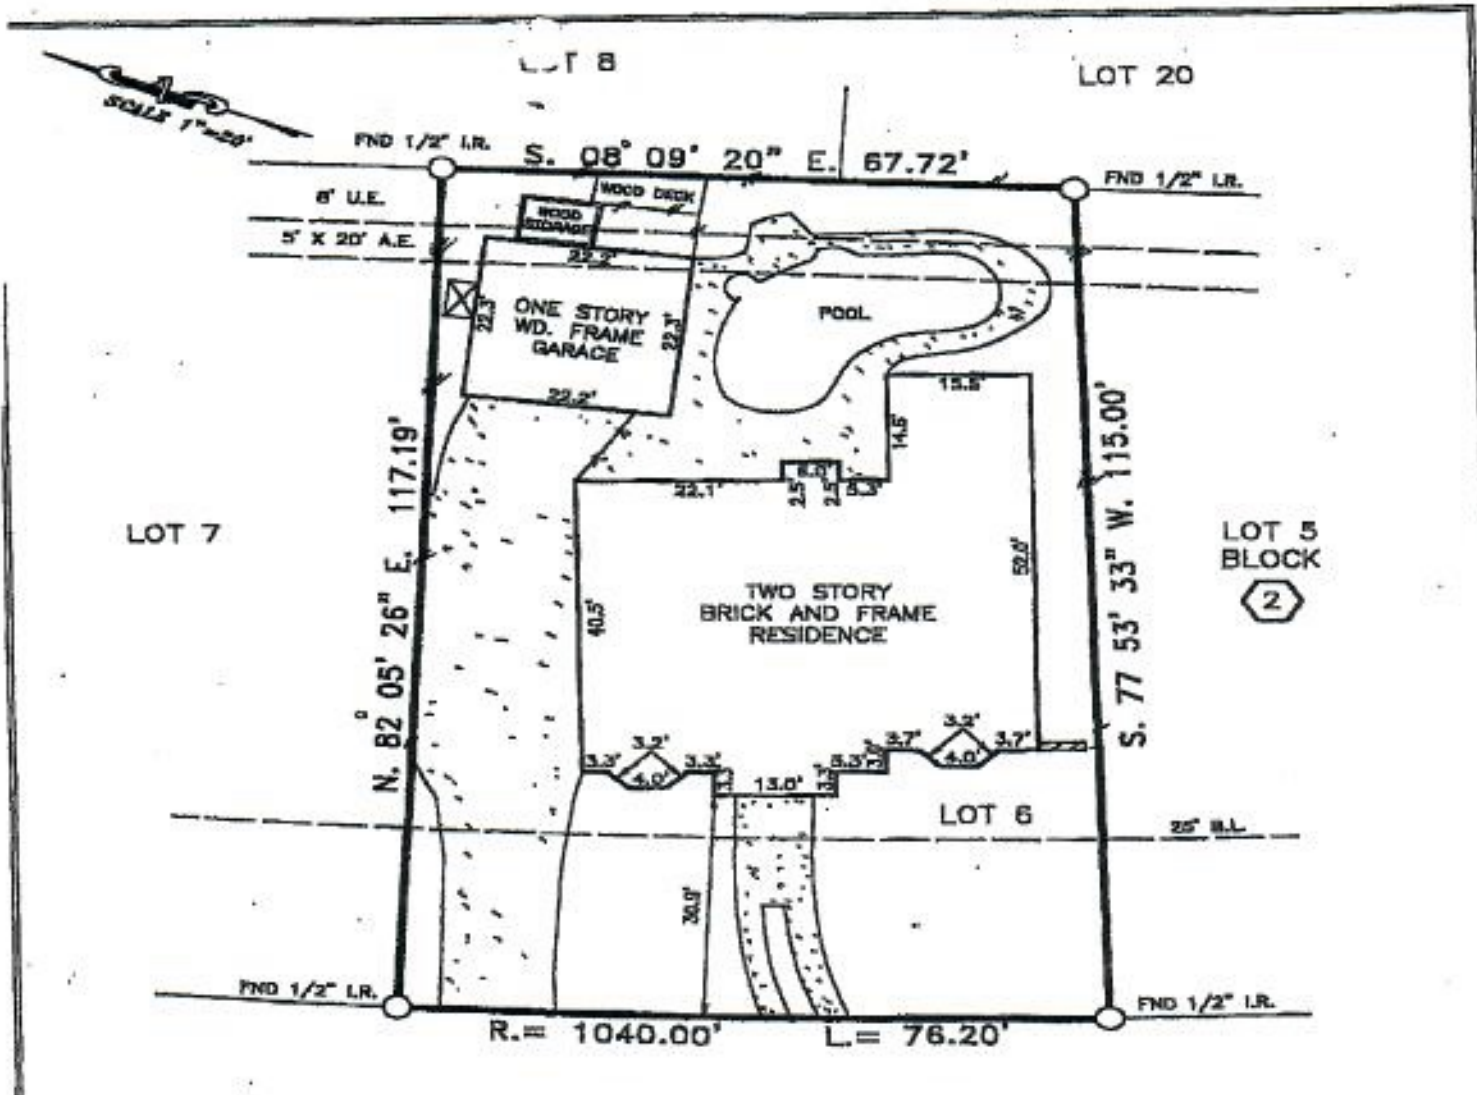 LOT 8
LOT 20
SCALE 1"=20'
FND 1/2" I.R.
S. 08° 09' 20" E. 67.72'
FND 1/2" I.R.
8' U.E.
WOOD DECK
WOOD
STORAGE
5' X 20' A.E.
22.2'
22.3'
ONE STORY
WD. FRAME
GARAGE
22.3'
22.2'
POOL
15.5'
14.5'
N. 82° 05' 26" E. 117.19'
S. 77 53' 33" W. 115.00'
22.1'
6.0'
2.5'
2.5'
5.3'
LOT 7
LOT 5
BLOCK
2
40.5'
52.0'
TWO STORY
BRICK AND FRAME
RESIDENCE
3.3'
3.2'
4.0'
3.3'
3.3'
13.0'
3.3'
5.3'
3.7'
3.2'
4.0'
3.7'
LOT 6
25' B.L.
30.9'
FND 1/2" I.R.
FND 1/2" I.R.
R.= 1040.00'
L.= 76.20'